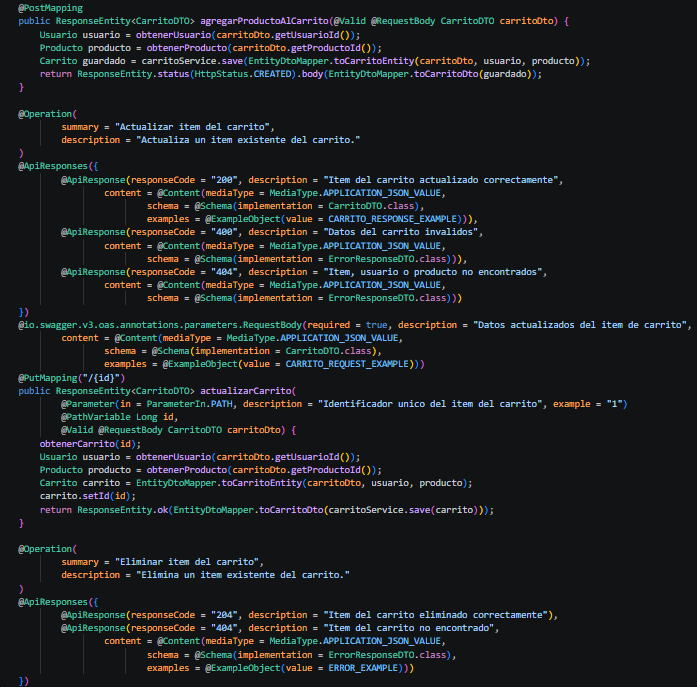 @PostMapping
public ResponseEntity<CarritoDTO> agregarProductoAlCarrito(@Valid @RequestBody CarritoDTO carritoDto) {
    Usuario usuario = obtenerUsuario(carritoDto.getUsuarioId());
    Producto producto = obtenerProducto(carritoDto.getProductoId());
    Carrito guardado = carritoService.save(EntityDtoMapper.toCarritoEntity(carritoDto, usuario, producto));
    return ResponseEntity.status(HttpStatus.CREATED).body(EntityDtoMapper.toCarritoDto(guardado));
}

@Operation(
        summary = "Actualizar item del carrito",
        description = "Actualiza un item existente del carrito."
)
@ApiResponses({
        @ApiResponse(responseCode = "200", description = "Item del carrito actualizado correctamente",
                content = @Content(mediaType = MediaType.APPLICATION_JSON_VALUE,
                        schema = @Schema(implementation = CarritoDTO.class),
                        examples = @ExampleObject(value = CARRITO_RESPONSE_EXAMPLE))),
        @ApiResponse(responseCode = "400", description = "Datos del carrito invalidos",
                content = @Content(mediaType = MediaType.APPLICATION_JSON_VALUE,
                        schema = @Schema(implementation = ErrorResponseDTO.class))),
        @ApiResponse(responseCode = "404", description = "Item, usuario o producto no encontrados",
                content = @Content(mediaType = MediaType.APPLICATION_JSON_VALUE,
                        schema = @Schema(implementation = ErrorResponseDTO.class)))
})
@io.swagger.v3.oas.annotations.parameters.RequestBody(required = true, description = "Datos actualizados del item de carrito",
        content = @Content(mediaType = MediaType.APPLICATION_JSON_VALUE,
                schema = @Schema(implementation = CarritoDTO.class),
                examples = @ExampleObject(value = CARRITO_REQUEST_EXAMPLE)))
@PutMapping("/{id}")
public ResponseEntity<CarritoDTO> actualizarCarrito(
        @Parameter(in = ParameterIn.PATH, description = "Identificador unico del item del carrito", example = "1")
        @PathVariable Long id,
        @Valid @RequestBody CarritoDTO carritoDto) {
    obtenerCarrito(id);
    Usuario usuario = obtenerUsuario(carritoDto.getUsuarioId());
    Producto producto = obtenerProducto(carritoDto.getProductoId());
    Carrito carrito = EntityDtoMapper.toCarritoEntity(carritoDto, usuario, producto);
    carrito.setId(id);
    return ResponseEntity.ok(EntityDtoMapper.toCarritoDto(carritoService.save(carrito)));
}

@Operation(
        summary = "Eliminar item del carrito",
        description = "Elimina un item existente del carrito."
)
@ApiResponses({
        @ApiResponse(responseCode = "204", description = "Item del carrito eliminado correctamente"),
        @ApiResponse(responseCode = "404", description = "Item del carrito no encontrado",
                content = @Content(mediaType = MediaType.APPLICATION_JSON_VALUE,
                        schema = @Schema(implementation = ErrorResponseDTO.class),
                        examples = @ExampleObject(value = ERROR_EXAMPLE)))
})